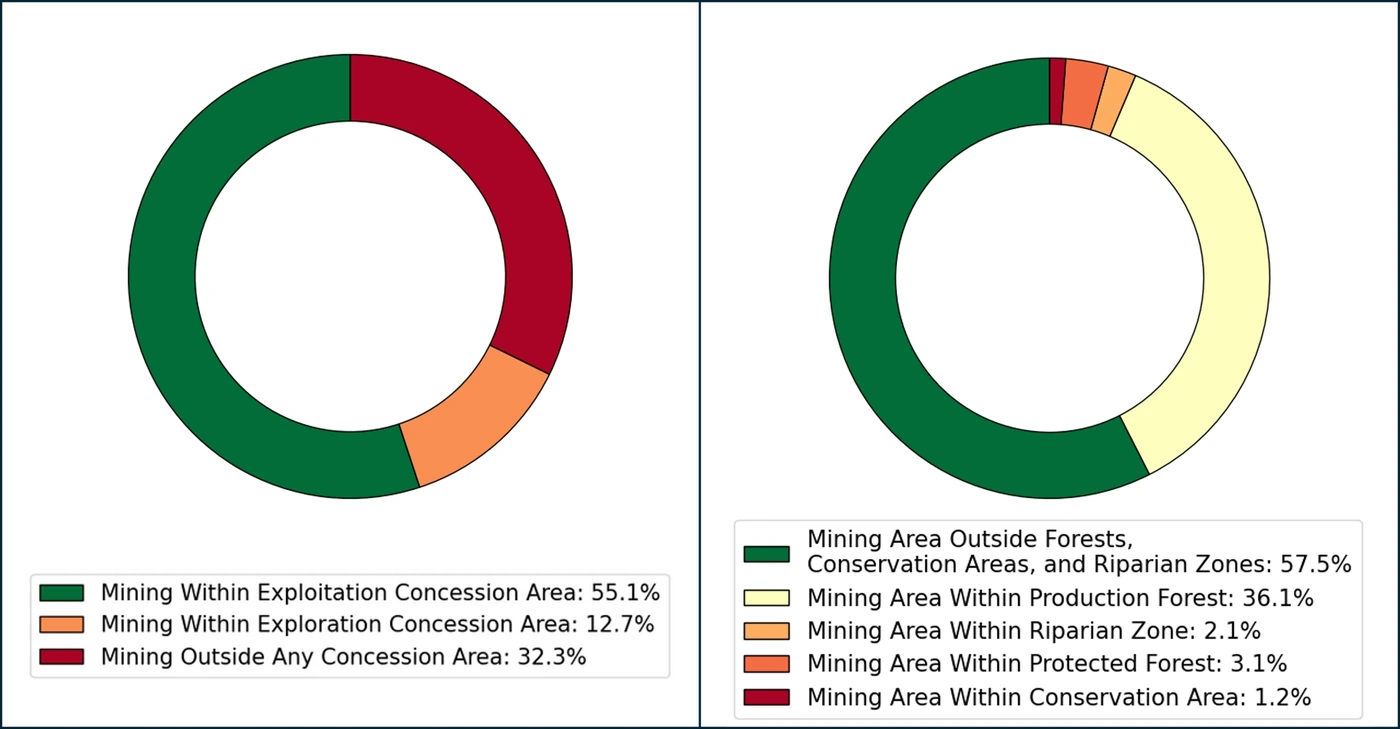 Mining Within Exploitation Concession Area: 55.1%
Mining Within Exploration Concession Area: 12.7%
Mining Outside Any Concession Area: 32.3%
Mining Area Outside Forests,
Conservation Areas, and Riparian Zones: 57.5%
Mining Area Within Production Forest: 36.1%
Mining Area Within Riparian Zone: 2.1%
Mining Area Within Protected Forest: 3.1%
Mining Area Within Conservation Area: 1.2%